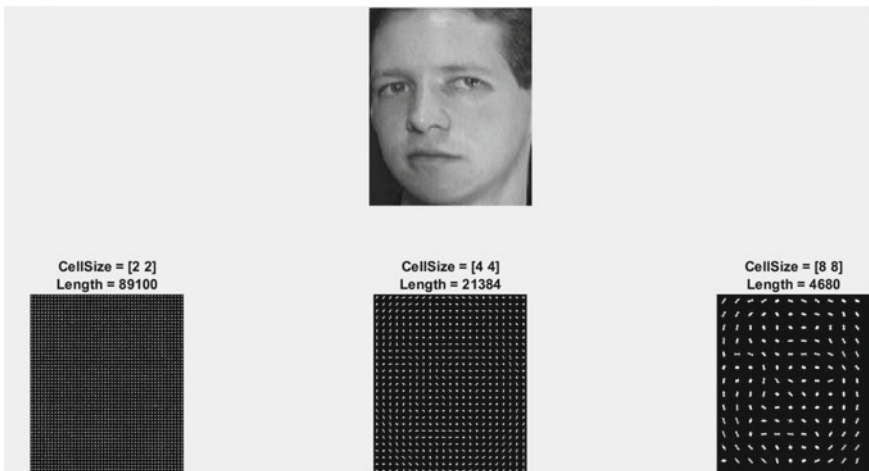 CellSize = [2 2]
Length = 89100
CellSize = [4 4]
Length = 21384
CellSize = [8 8]
Length = 4680